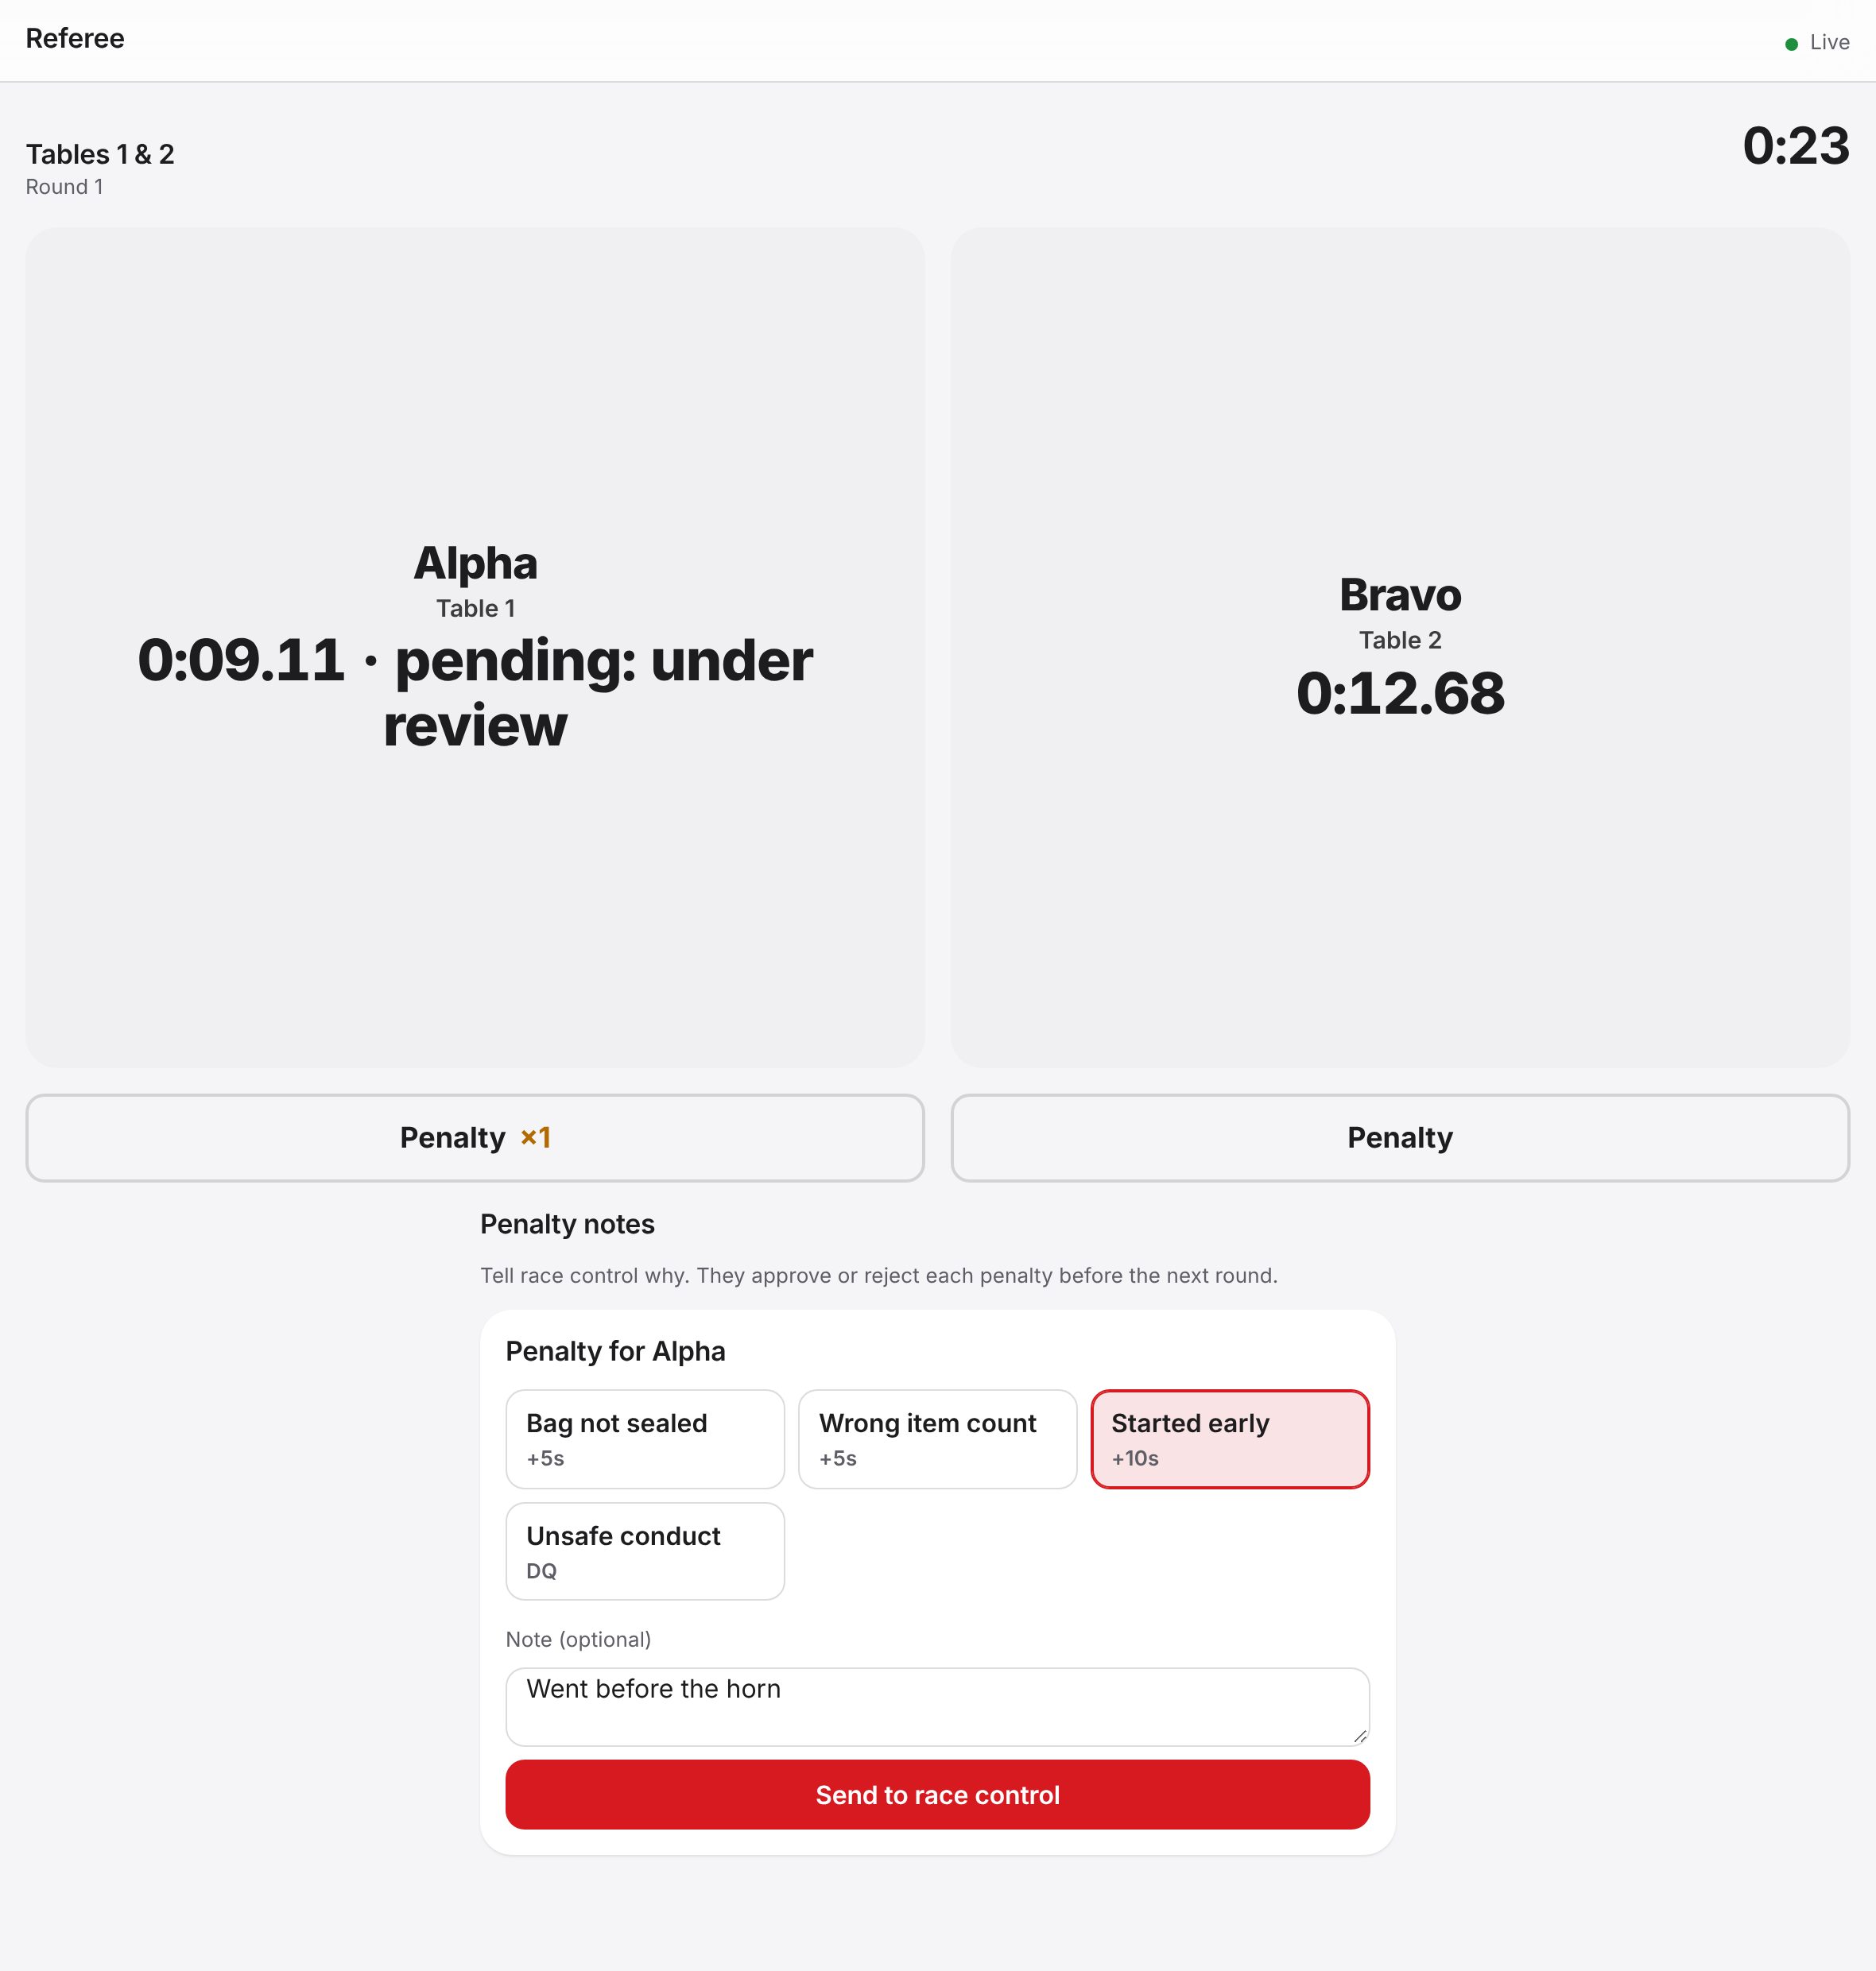 Referee
Live
Tables 1 & 2
0:23
Round 1
Alpha
Table 1
0:09.11 · pending: under
review
Bravo
Table 2
0:12.68
Penalty ×1
Penalty
Penalty notes
Tell race control why. They approve or reject each penalty before the next round.
Penalty for Alpha
Bag not sealed
+5s
Wrong item count
+5s
Started early
+10s
Unsafe conduct
DQ
Note (optional)
Went before the horn
Send to race control